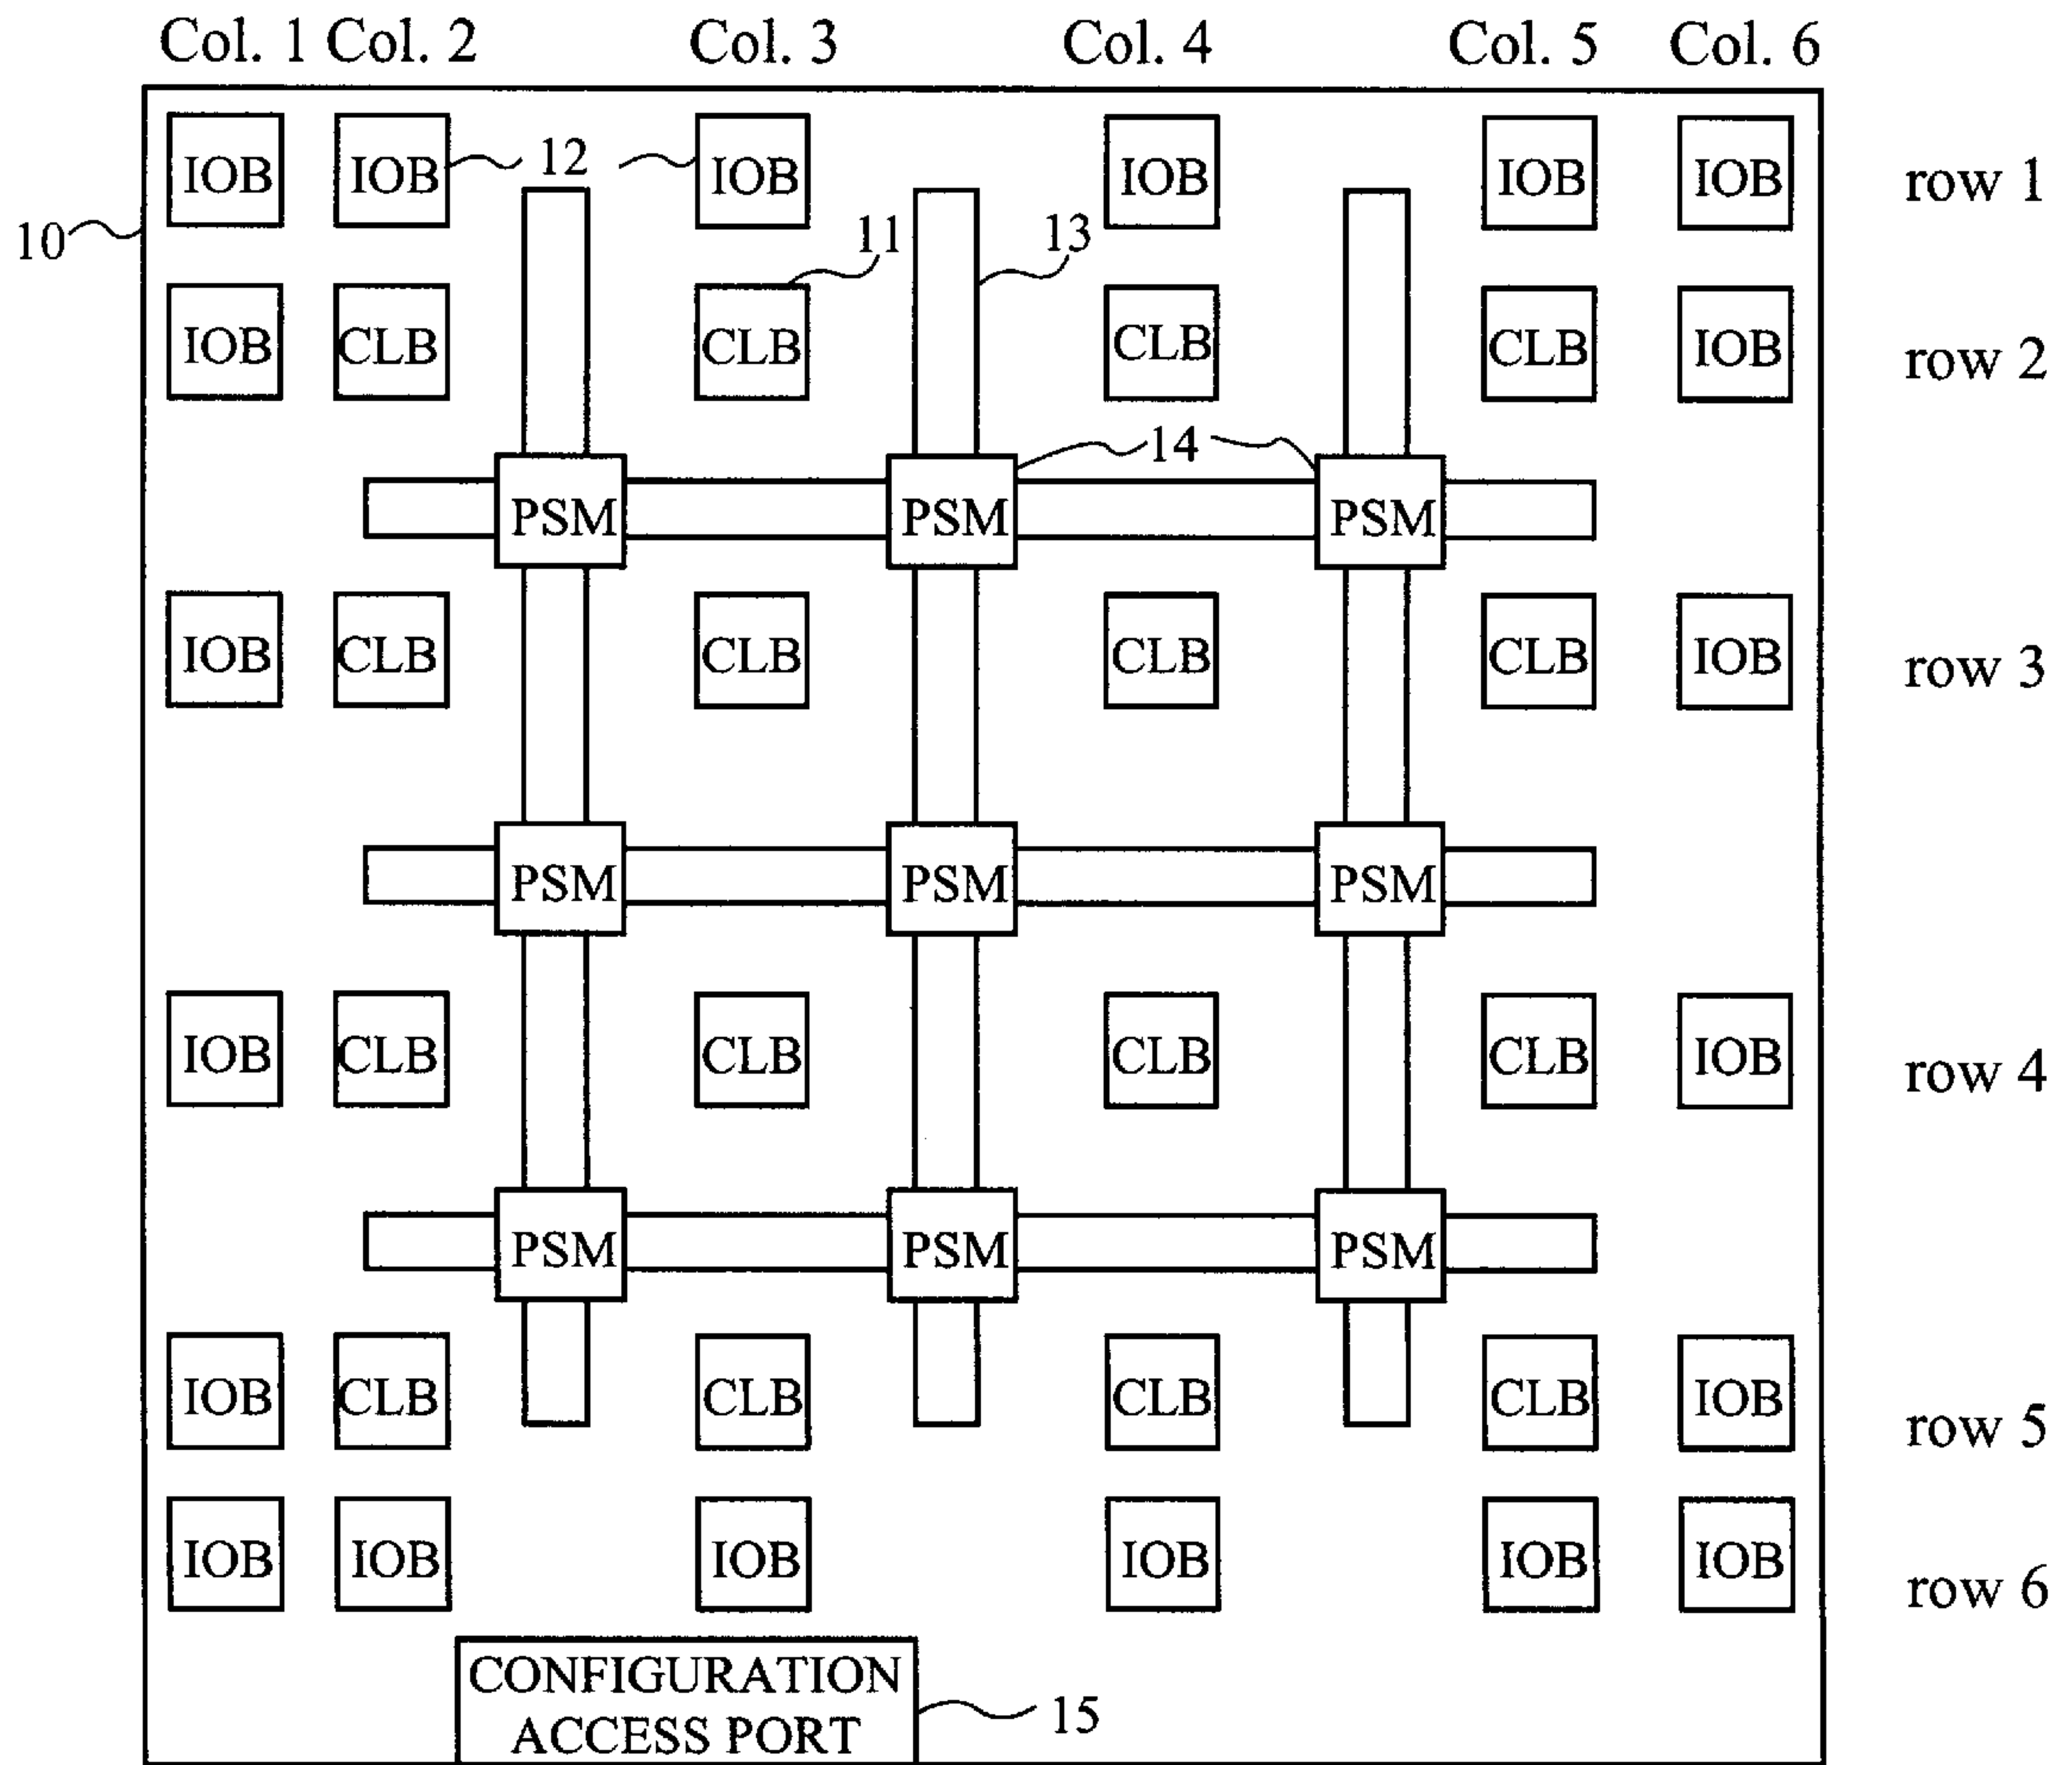 Col. 1 Col. 2 Col. 3 Col. 4 Col. 5 Col. 6
IOB IOB 12 IOB IOB IOB IOB row 1
10 11 13
IOB CLB CLB CLB CLB IOB row 2
14
PSM PSM PSM
IOB CLB CLB CLB CLB IOB row 3
PSM PSM PSM
IOB CLB CLB CLB CLB IOB row 4
PSM PSM PSM
IOB CLB CLB CLB CLB IOB row 5
IOB IOB IOB IOB IOB IOB row 6
CONFIGURATION
ACCESS PORT 15